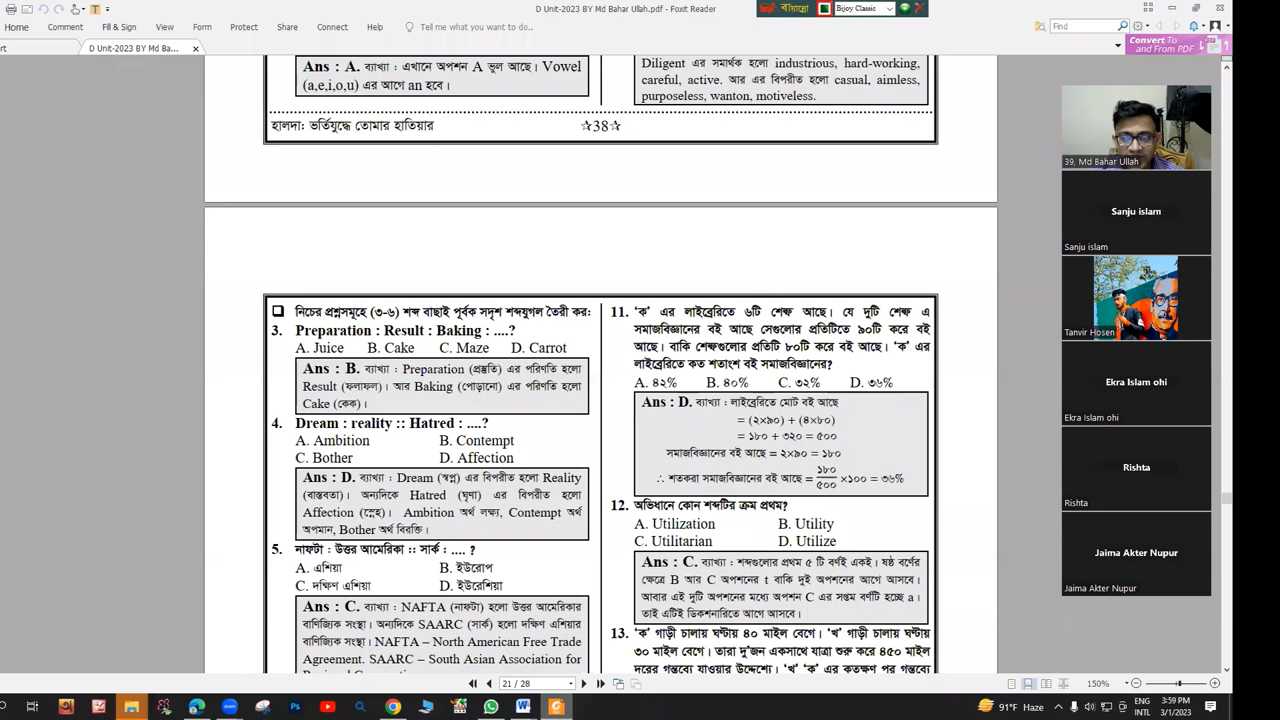 D Unit-2023 BY Md Bahar Ullah.pdf - Foxit Reader
Bijoy Classic
Home Comment Fill & Sign View Form Protect Share Connect Help Tell me what you want to do..
Find
D Unit-2023 BY Md Ba...
Convert To
and From PDF
Ans : A. ব্যাখ্যা : এখানে অপশন A ভুল আছে। Vowel
(a,e,i,o,u) এর আগে an হবে।
Diligent এর সমার্থক হলো industrious, hard-working,
careful, active. আর এর বিপরীত হলো casual, aimless,
purposeless, wanton, motiveless.
হালদা: ভর্তিযুদ্ধে তোমার হাতিয়ার
☆38☆
নিচের প্রশ্নসমূহে (৩-৬) শব্দ বাছাই পূর্বক সদৃশ শব্দযুগল তৈরী কর:
3. Preparation : Result : Baking : ....?
A. Juice B. Cake C. Maze D. Carrot
Ans : B. ব্যাখ্যা : Preparation (প্রস্তুতি) এর পরিণতি হলো
Result (ফলাফল)। আর Baking (পোড়ানো) এর পরিণতি হলো
Cake (কেক)।
4. Dream : reality :: Hatred : ....?
A. Ambition B. Contempt
C. Bother D. Affection
Ans : D. ব্যাখ্যা : Dream (স্বপ্ন) এর বিপরীত হলো Reality
(বাস্তবতা)। অন্যদিকে Hatred (ঘৃণা) এর বিপরীত হলো
Affection (স্নেহ)। Ambition অর্থ লক্ষ্য, Contempt অর্থ
অপমান, Bother অর্থ বিরক্তি।
5. নাফটা : উত্তর আমেরিকা :: সার্ক : .... ?
A. এশিয়া B. ইউরোপ
C. দক্ষিণ এশিয়া D. ইউরেশিয়া
Ans : C. ব্যাখ্যা : NAFTA (নাফটা) হলো উত্তর আমেরিকার
বাণিজ্যিক সংস্থা। অন্যদিকে SAARC (সার্ক) হলো দক্ষিণ এশিয়ার
বাণিজ্যিক সংস্থা। NAFTA – North American Free Trade
Agreement. SAARC – South Asian Association for
11. ‘ক’ এর লাইব্রেরিতে ৬টি শেল্ফ আছে। যে দুটি শেল্ফ এ
সমাজবিজ্ঞানের বই আছে সেগুলোর প্রতিটিতে ৯০টি করে বই
আছে। বাকি শেল্ফগুলোর প্রতিটি ৮০টি করে বই আছে। ‘ক’ এর
লাইব্রেরিতে কত শতাংশ বই সমাজবিজ্ঞানের?
A. ৪২% B. ৪০% C. ৩২% D. ৩৬%
Ans : D. ব্যাখ্যা : লাইব্রেরিতে মোট বই আছে
= (২×৯০) + (৪×৮০)
= ১৮০ + ৩২০ = ৫০০
সমাজবিজ্ঞানের বই আছে = ২×৯০ = ১৮০
∴ শতকরা সমাজবিজ্ঞানের বই আছে = ১৮০/৫০০ ×১০০ = ৩৬%
12. অভিধানে কোন শব্দটির ক্রম প্রথম?
A. Utilization B. Utility
C. Utilitarian D. Utilize
Ans : C. ব্যাখ্যা : শব্দগুলোর প্রথম ৫ টি বর্ণই একই। ষষ্ঠ বর্ণের
ক্ষেত্রে B আর C অপশনের t বাকি দুই অপশনের আগে আসবে।
আবার এই দুটি অপশনের মধ্যে অপশন C এর সপ্তম বর্ণটি হচ্ছে a।
তাই এটিই ডিকশনারিতে আগে আসবে।
13. ‘ক’ গাড়ী চালায় ঘণ্টায় ৪০ মাইল বেগে। ‘খ’ গাড়ী চালায় ঘণ্টায়
৩০ মাইল বেগে। তারা দু’জন একসাথে যাত্রা শুরু করে ৪৫০ মাইল
দূরের গন্তব্যে যাওয়ার উদ্দেশ্যে। ‘খ’ ‘ক’ এর কতক্ষণ পর গন্তব্যে
39, Md Bahar Ullah
Sanju islam
Sanju islam
Tanvir Hosen
Ekra Islam ohi
Ekra Islam ohi
Rishta
Rishta
Jaima Akter Nupur
Jaima Akter Nupur
21 / 28
150%
91°F Haze
ENG
INTL
3:59 PM
3/1/2023